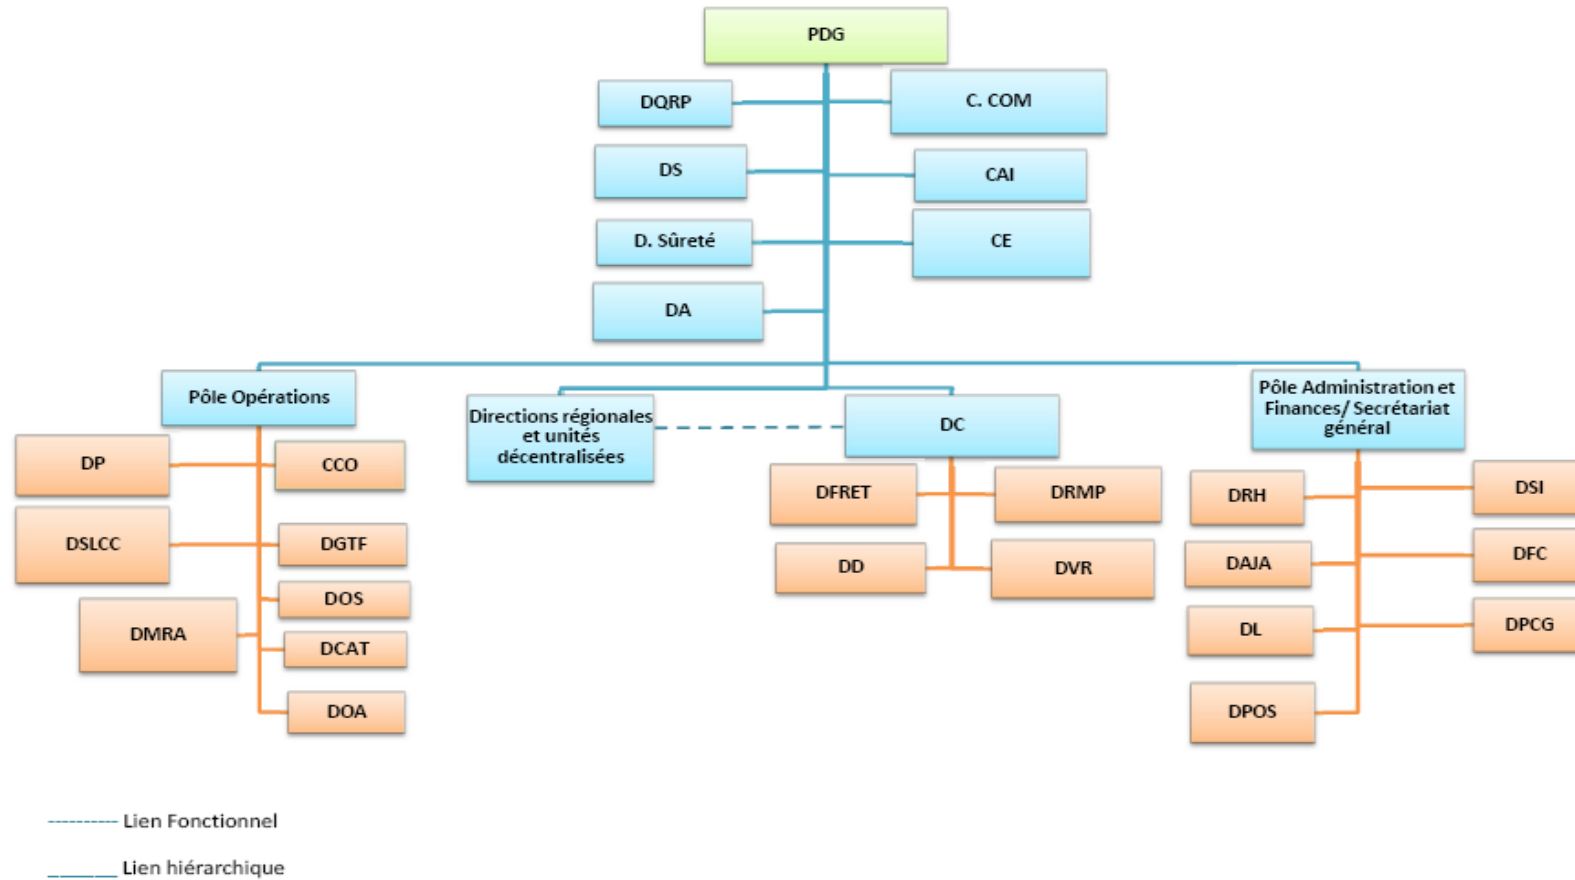 PDG
DQRP
C. COM
DS
CAI
D. Sûreté
CE
DA
Pôle Opérations
Directions régionales
et unités
décentralisées
DC
Pôle Administration et
Finances/ Secrétariat
général
DP
CCO
DSLCC
DGTF
DOS
DMRA
DCAT
DOA
DFRET
DRMP
DD
DVR
DRH
DSI
DAJA
DFC
DL
DPCG
DPOS
Lien Fonctionnel
Lien hiérarchique